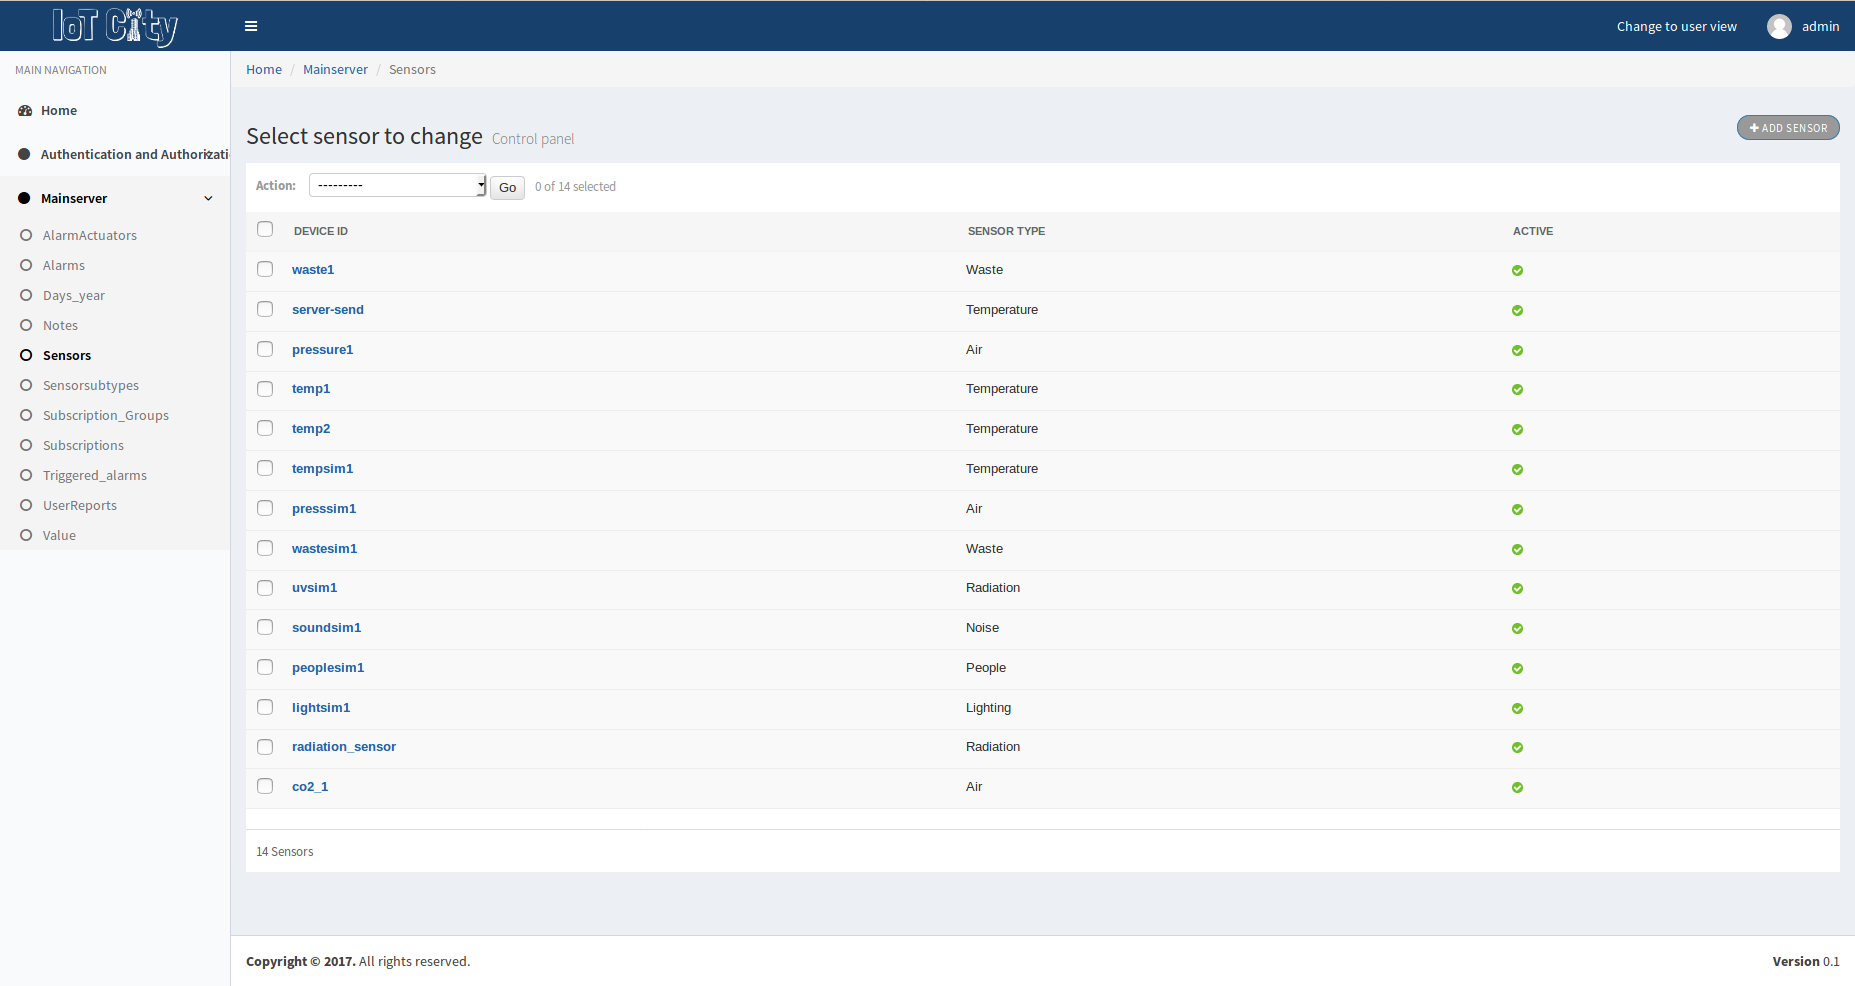 IoT City
Change to user view
admin
MAIN NAVIGATION
Home
Authentication and Authorizati
Mainserver
AlarmActuators
Alarms
Days_year
Notes
Sensors
Sensorsubtypes
Subscription_Groups
Subscriptions
Triggered_alarms
UserReports
Value
Home / Mainserver / Sensors
Select sensor to change Control panel
ADD SENSOR
Action: --------- Go 0 of 14 selected
DEVICE ID SENSOR TYPE ACTIVE
waste1 Waste
server-send Temperature
pressure1 Air
temp1 Temperature
temp2 Temperature
tempsim1 Temperature
presssim1 Air
wastesim1 Waste
uvsim1 Radiation
soundsim1 Noise
peoplesim1 People
lightsim1 Lighting
radiation_sensor Radiation
co2_1 Air
14 Sensors
Copyright © 2017. All rights reserved.
Version 0.1